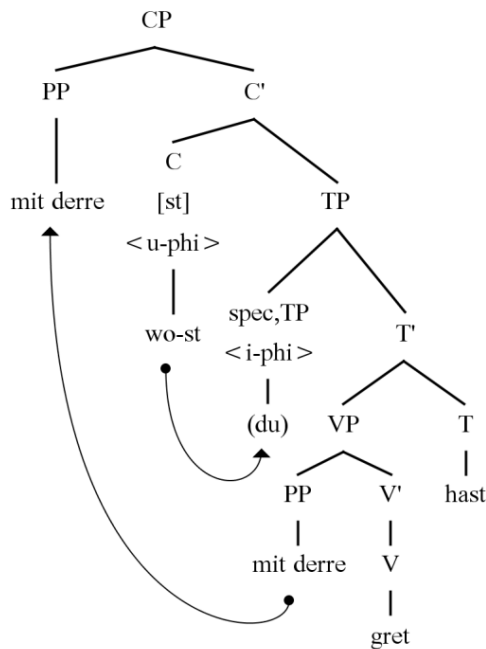 CP
PP C'
C
mit derre [st] TP
<u-phi>
spec,TP
wo-st T'
<i-phi>
(du) VP T
PP V' hast
mit derre V
gret